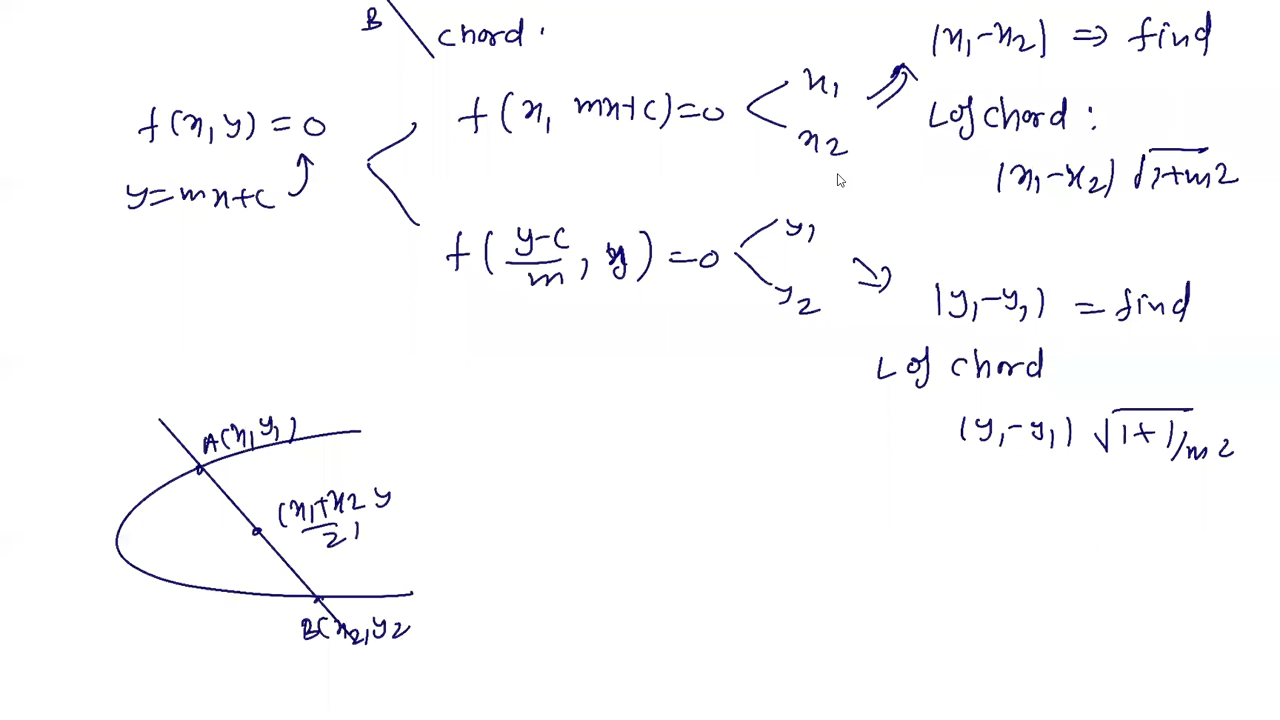 B
chord.
f(x, y) = 0
y = mx+c
f(x, mx+c) = 0
x1
x2
|x1-x2| ⇒ find
L of chord :
|x1-x2| √1+m2
f(y-c/m, y) = 0
y1
y2
⇒ |y1-y2| = find
L of chord
|y1-y1| √1+1/m2
A(x1 y1)
(x1+x2/2, y
B(x2, y2